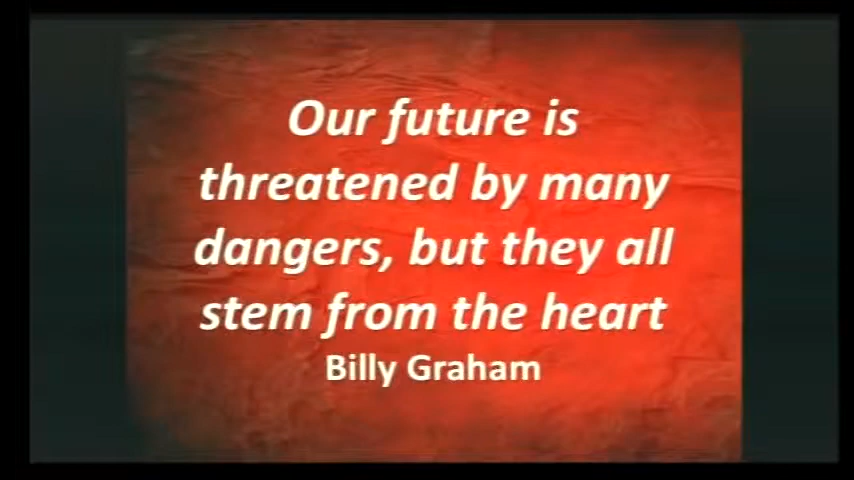 Our future is
threatened by many
dangers, but they all
stem from the heart
Billy Graham